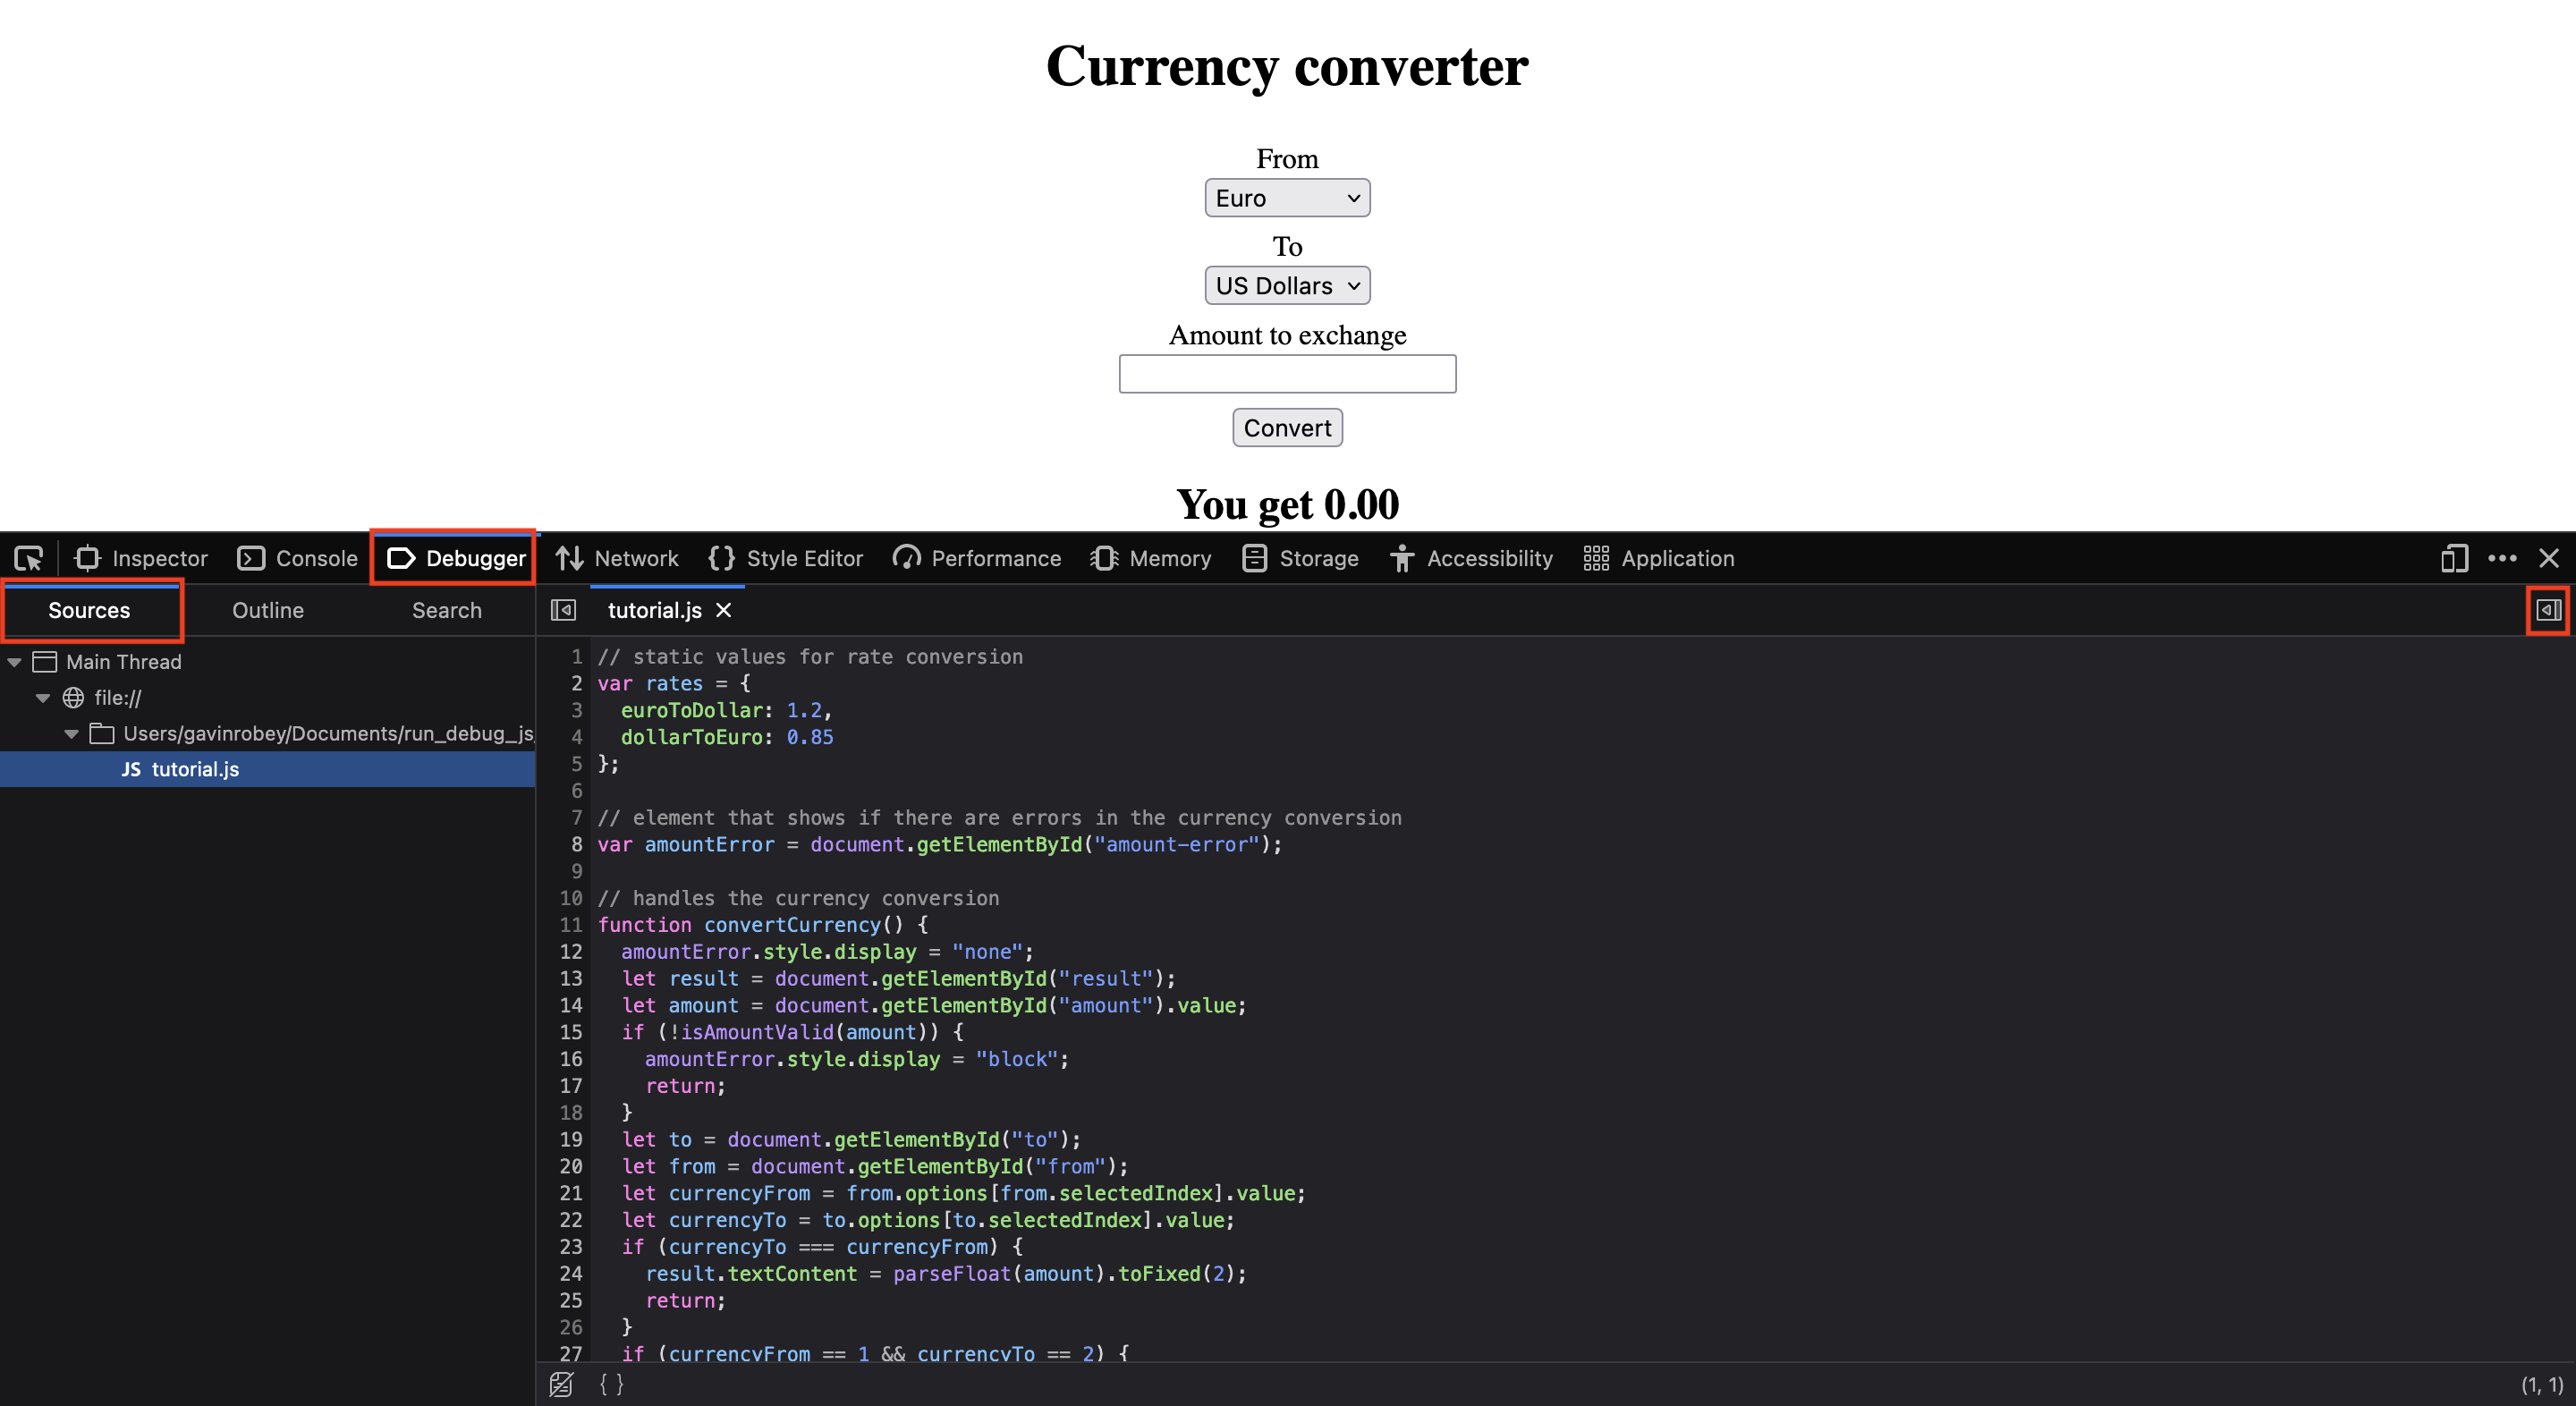 Currency converter
From
Euro
To
US Dollars
Amount to exchange
Convert
You get 0.00
Inspector Console Debugger Network Style Editor Performance Memory Storage Accessibility Application
Sources Outline Search
tutorial.js
Main Thread
file://
Users/gavinrobey/Documents/run_debug_js
JS tutorial.js
1 // static values for rate conversion
2 var rates = {
3   euroToDollar: 1.2,
4   dollarToEuro: 0.85
5 };
6
7 // element that shows if there are errors in the currency conversion
8 var amountError = document.getElementById("amount-error");
9
10 // handles the currency conversion
11 function convertCurrency() {
12   amountError.style.display = "none";
13   let result = document.getElementById("result");
14   let amount = document.getElementById("amount").value;
15   if (!isAmountValid(amount)) {
16     amountError.style.display = "block";
17     return;
18   }
19   let to = document.getElementById("to");
20   let from = document.getElementById("from");
21   let currencyFrom = from.options[from.selectedIndex].value;
22   let currencyTo = to.options[to.selectedIndex].value;
23   if (currencyTo === currencyFrom) {
24     result.textContent = parseFloat(amount).toFixed(2);
25     return;
26   }
27   if (currencyFrom == 1 && currencyTo == 2) {
{ }
(1, 1)